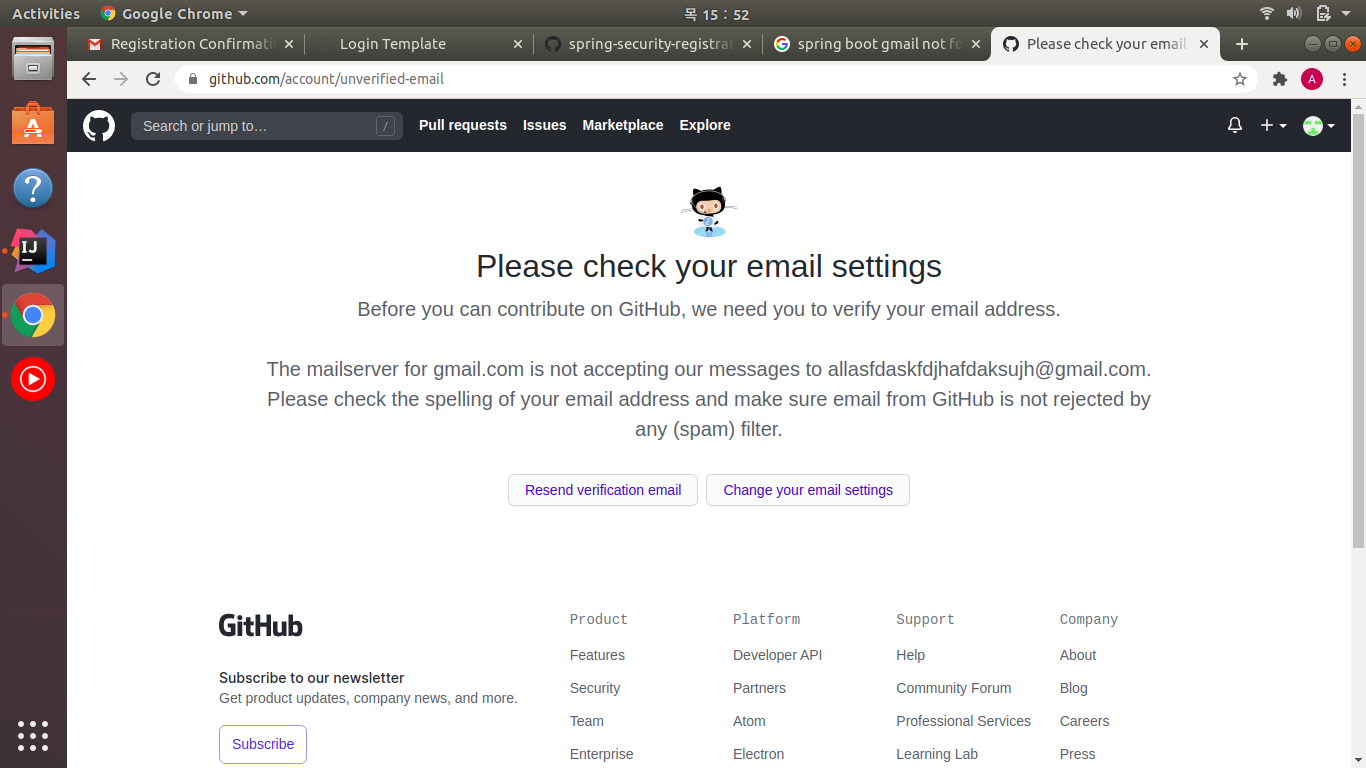 Activities
Google Chrome
목 15 : 52
Registration Confirmati
Login Template
spring-security-registrat
spring boot gmail not fo
Please check your email
github.com/account/unverified-email
A
Search or jump to…
/
Pull requests
Issues
Marketplace
Explore
IJ
Please check your email settings
Before you can contribute on GitHub, we need you to verify your email address.
The mailserver for gmail.com is not accepting our messages to allasfdaskfdjhafdaksujh@gmail.com.
Please check the spelling of your email address and make sure email from GitHub is not rejected by
any (spam) filter.
Resend verification email
Change your email settings
GitHub
Subscribe to our newsletter
Get product updates, company news, and more.
Subscribe
Product
Features
Security
Team
Enterprise
Platform
Developer API
Partners
Atom
Electron
Support
Help
Community Forum
Professional Services
Learning Lab
Company
About
Blog
Careers
Press